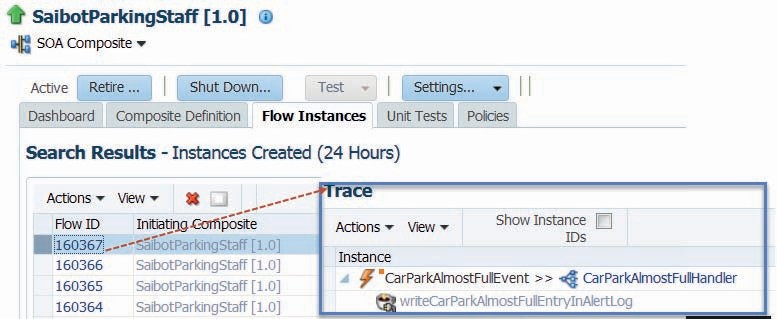 SaibotParkingStaff [1.0]
SOA Composite
Active Retire ... Shut Down... Test Settings...
Dashboard Composite Definition Flow Instances Unit Tests Policies
Search Results - Instances Created (24 Hours)
Actions View
Flow ID Initiating Composite
160367 SaibotParkingStaff [1.0]
160366 SaibotParkingStaff [1.0]
160365 SaibotParkingStaff [1.0]
160364 SaibotParkingStaff [1.0]
Trace
Actions View Show Instance
IDs
Instance
CarParkAlmostFullEvent >> CarParkAlmostFullHandler
writeCarParkAlmostFullEntryInAlertLog